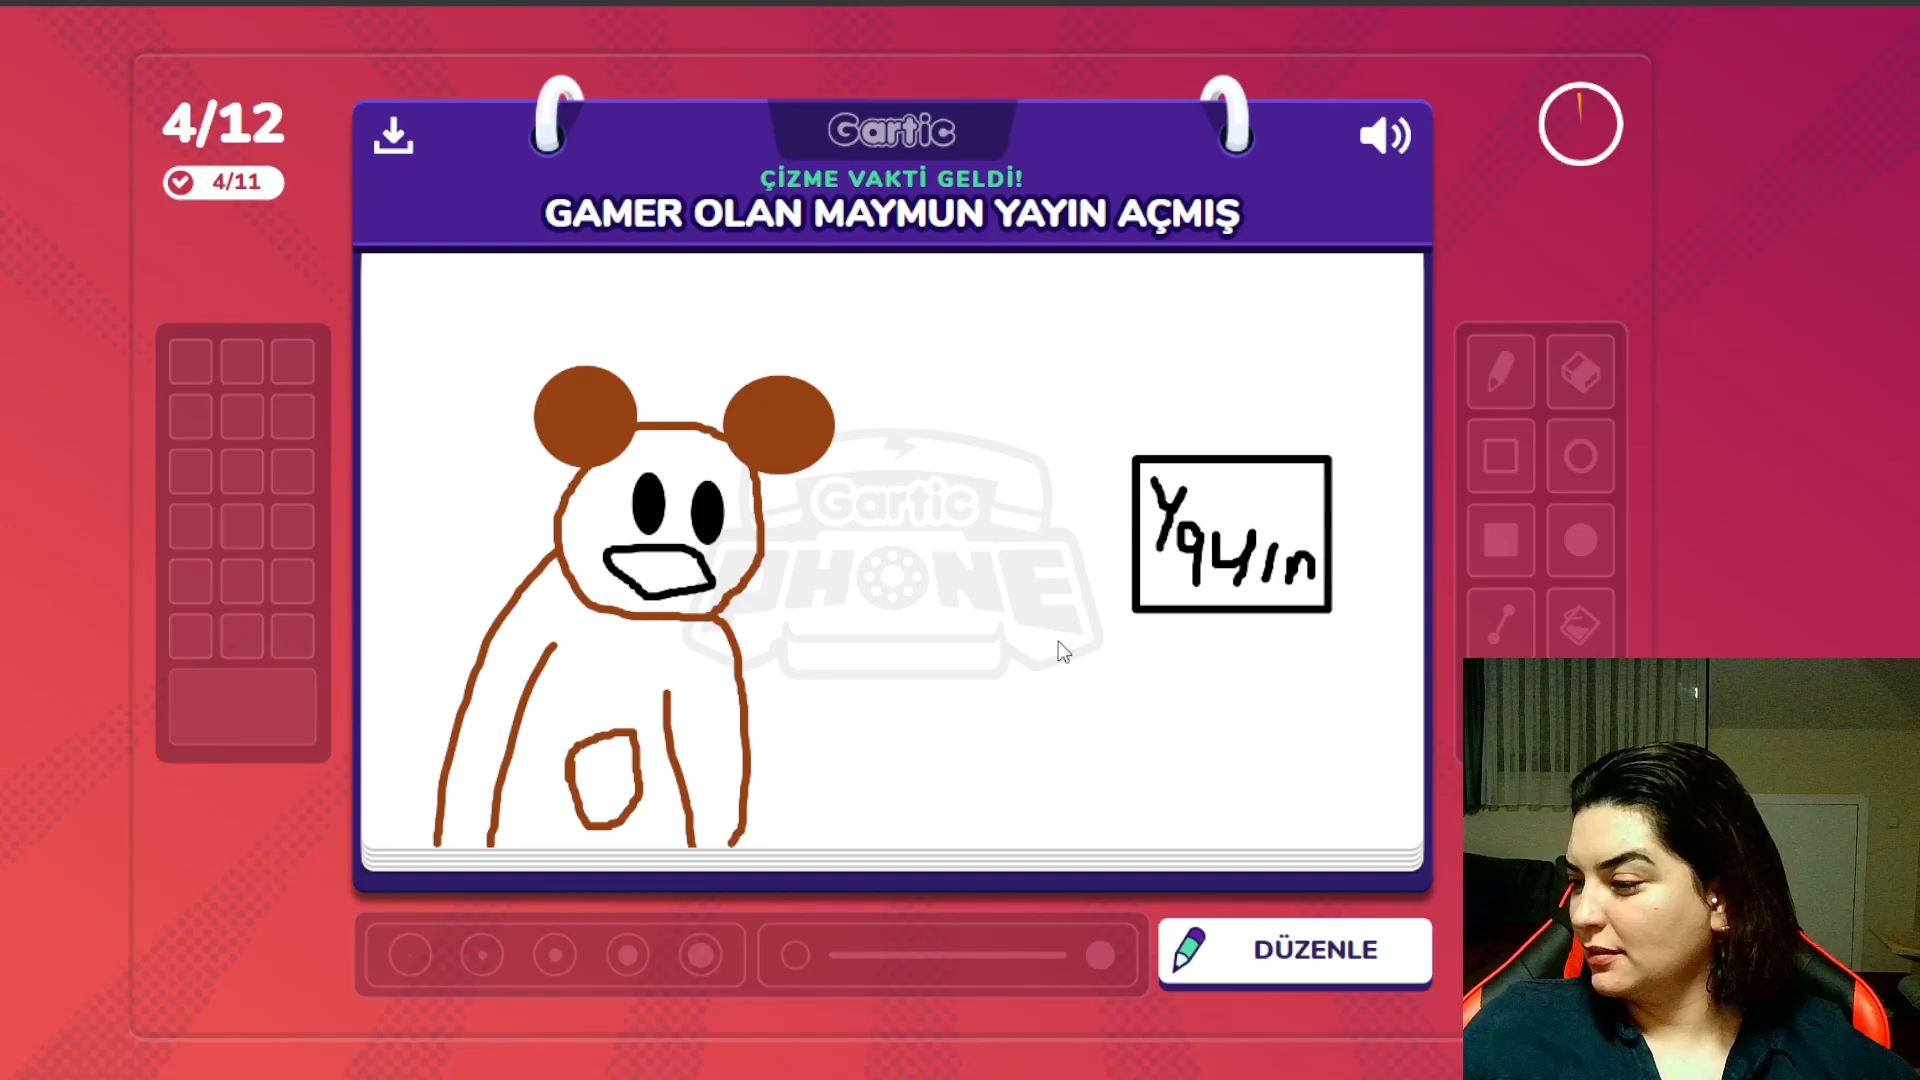 4/12
4/11
Gartic
ÇİZME VAKTİ GELDİ!
GAMER OLAN MAYMUN YAYIN AÇMIŞ
Gartic
PHONE
Yayın
DÜZENLE